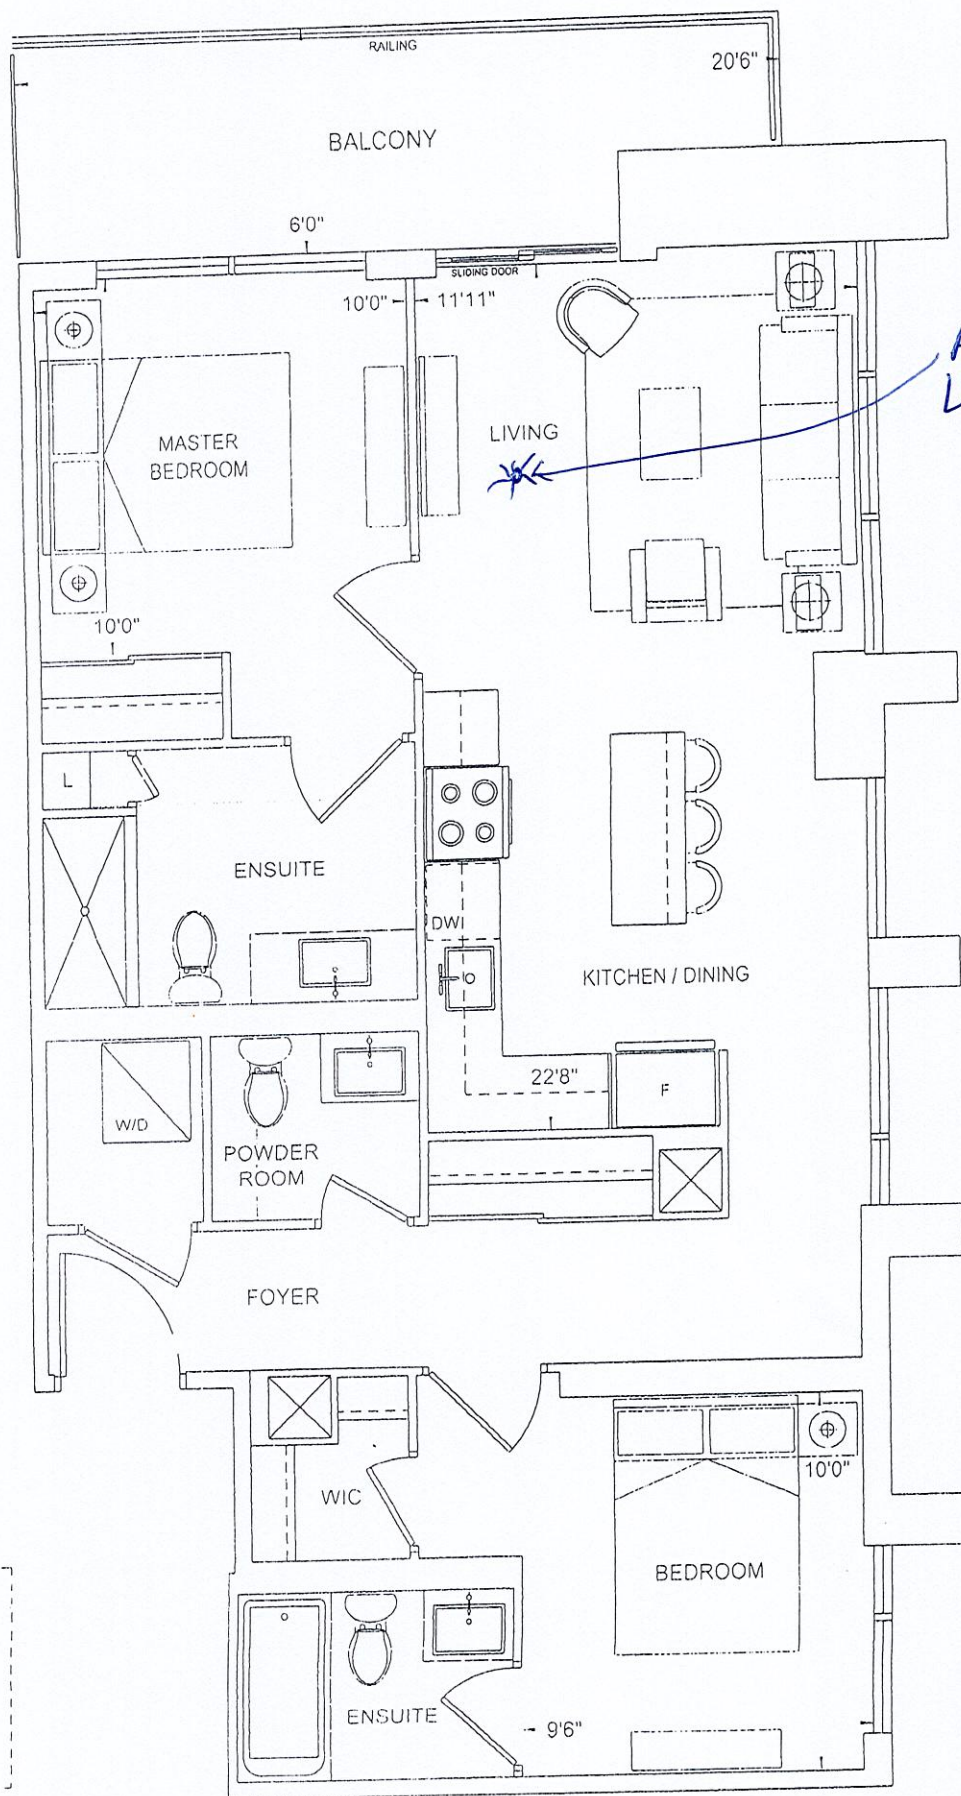 RAILING
20'6"
BALCONY
6'0"
SLIDING DOOR
10'0" 11'11"
LIVING
MASTER
BEDROOM
10'0"
L
ENSUITE
DW
KITCHEN / DINING
22'8"
F
W/D
POWDER
ROOM
FOYER
10'0"
WIC
BEDROOM
ENSUITE
9'6"